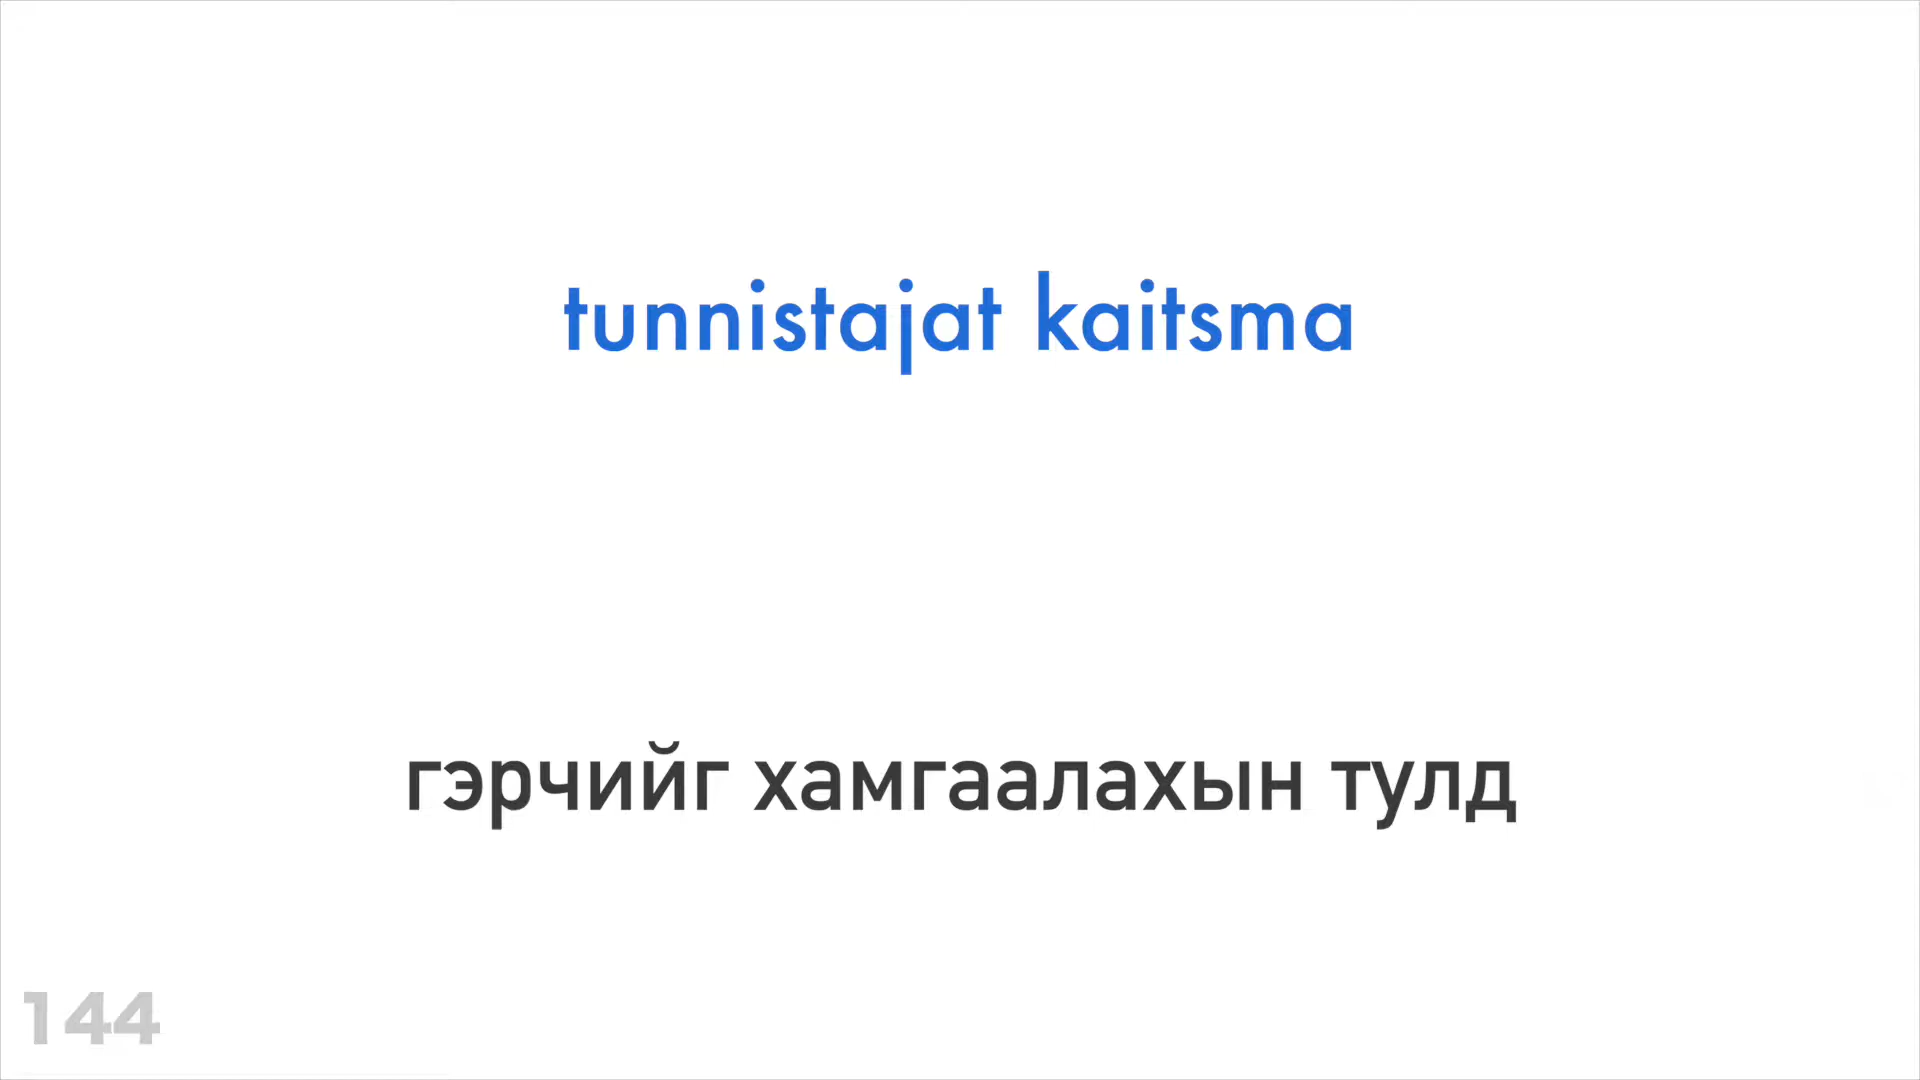 tunnistajat kaitsma
гэрчийг хамгаалахын тулд
144